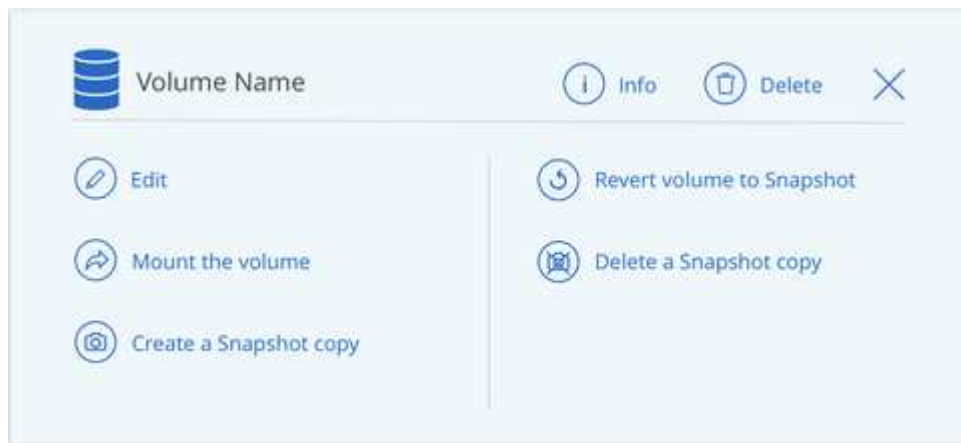 Volume Name
Info
Delete
Edit
Mount the volume
Create a Snapshot copy
Revert volume to Snapshot
Delete a Snapshot copy